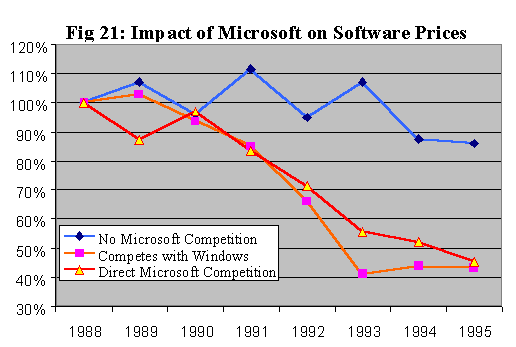 Fig 21: Impact of Microsoft on Software Prices
120%
110%
100%
90%
80%
70%
60%
50%
40%
30%
No Microsoft Competition
Competes with Windows
Direct Microsoft Competition
1988 1989 1990 1991 1992 1993 1994 1995